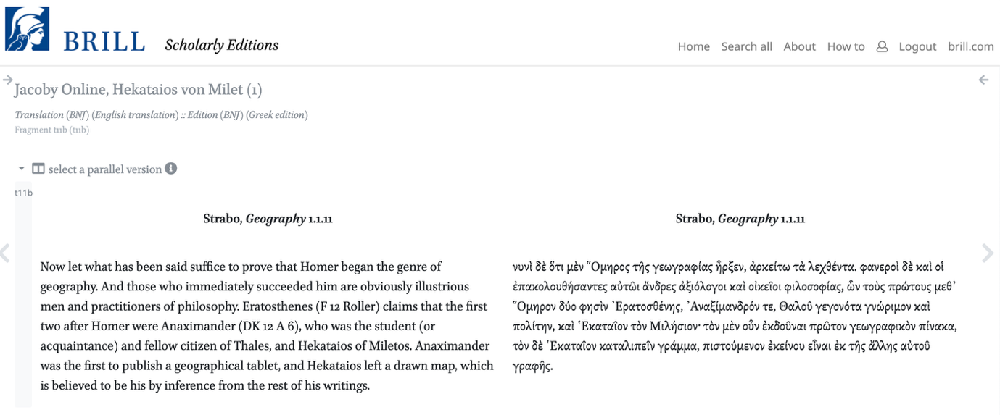 BRILL Scholarly Editions
Home Search all About How to Logout brill.com
Jacoby Online, Hekataios von Milet (1)
Translation (BNJ) (English translation) :: Edition (BNJ) (Greek edition)
Fragment t11b (t11b)
select a parallel version
t11b
Strabo, Geography 1.1.11
Now let what has been said suffice to prove that Homer began the genre of
geography. And those who immediately succeeded him are obviously illustrious
men and practitioners of philosophy. Eratosthenes (F 12 Roller) claims that the first
two after Homer were Anaximander (DK 12 A 6), who was the student (or
acquaintance) and fellow citizen of Thales, and Hekataios of Miletos. Anaximander
was the first to publish a geographical tablet, and Hekataios left a drawn map, which
is believed to be his by inference from the rest of his writings.
Strabo, Geography 1.1.11
νυνὶ δὲ ὅτι μὲν Ὅμηρος τῆς γεωγραφίας ἦρξεν, ἀρκείτω τὰ λεχθέντα. φανεροὶ δὲ καὶ οἱ
ἐπακολουθήσαντες αὐτῶι ἄνδρες ἀξιόλογοι καὶ οἰκεῖοι φιλοσοφίας, ὧν τοὺς πρώτους μεθ᾽
Ὅμηρον δύο φησὶν Ἐρατοσθένης, Ἀναξίμανδρόν τε, Θαλοῦ γεγονότα γνώριμον καὶ
πολίτην, καὶ Ἑκαταῖον τὸν Μιλήσιον· τὸν μὲν οὖν ἐκδοῦναι πρῶτον γεωγραφικὸν πίνακα,
τὸν δὲ Ἑκαταῖον καταλιπεῖν γράμμα, πιστούμενον ἐκείνου εἶναι ἐκ τῆς ἄλλης αὐτοῦ
γραφῆς.